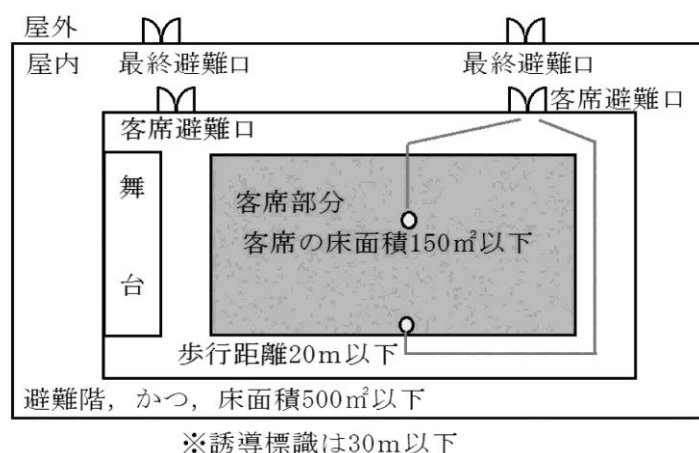 屋外
屋内
最終避難口
最終避難口
客席避難口
客席避難口
舞
台
客席部分
客席の床面積150㎡以下
歩行距離20m以下
避難階，かつ，床面積500㎡以下
※誘導標識は30m以下